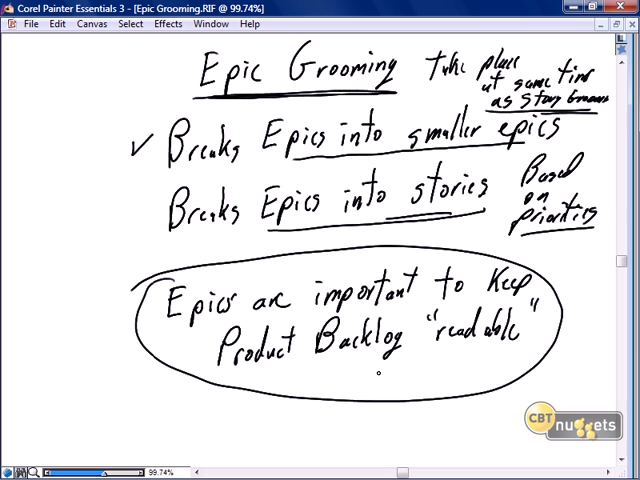 Corel Painter Essentials 3 - [Epic Grooming.RIF @ 99.74%]
File Edit Canvas Effects Select Movie Window Help
Epic Grooming take place
at same time
as story
✓ Breaks Epics into smaller epics
Breaks Epics into stories
Based
on
priorities
Epics are important to Keep
Product Backlog "readable"
CBT nuggets
99.74%